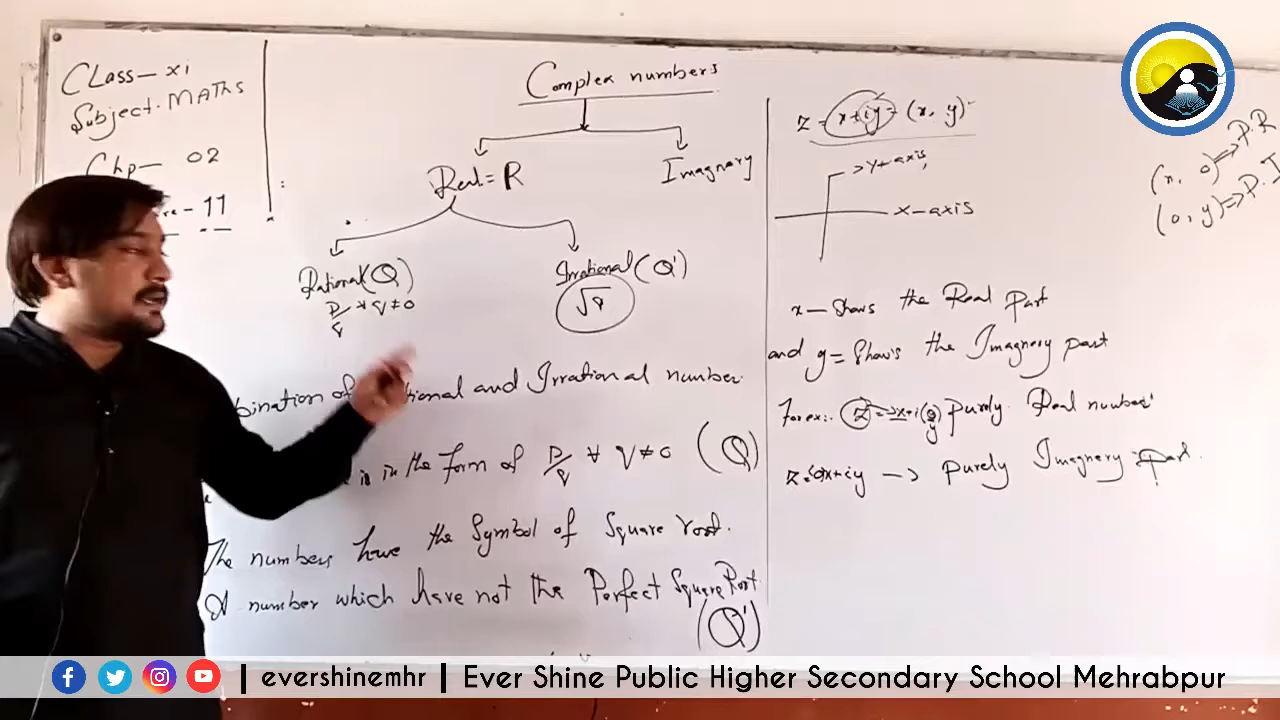 CLass-xi
Subject-MATHs
Chp- 02
- 11
Complex numbers
Real = R
Imagnery
Rational(Q)
p/q ∀ q≠0
Irrational(Q')
combination of Rational and Irrational number
is in the form of p/q ∀ q≠0 (Q)
The numbers have the Symbol of Square root.
A number which have not the Perfect Square Root
(Q')
z = x+iy = (x, y)
>Y-axis,
X-axis
(x, 0)=>P.R
(0, y)=>P.I
x- Shows the Real Part
and y= Shows the Imagnery part
For ex:. z => x+i(0) purely Real number
y
z= 0x+iy -> purely Imagnery Part.
| evershinemhr | Ever Shine Public Higher Secondary School Mehrabpur